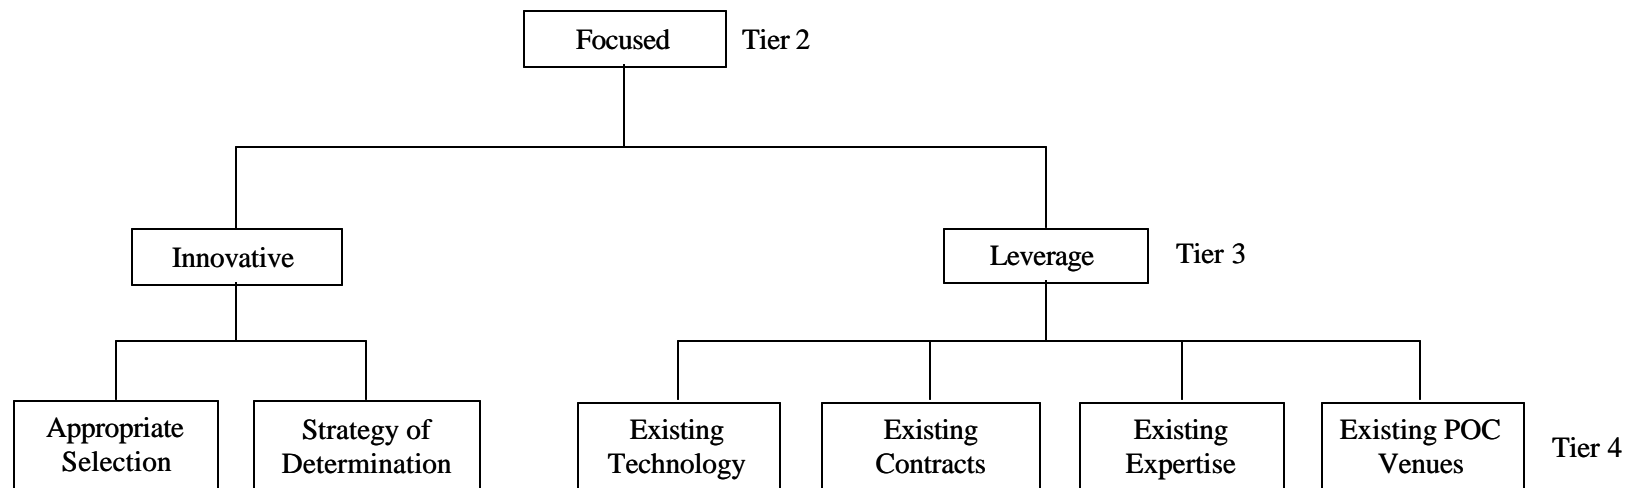 Focused
Tier 2
Innovative
Leverage
Tier 3
Appropriate
Selection
Strategy of
Determination
Existing
Technology
Existing
Contracts
Existing
Expertise
Existing POC
Venues
Tier 4